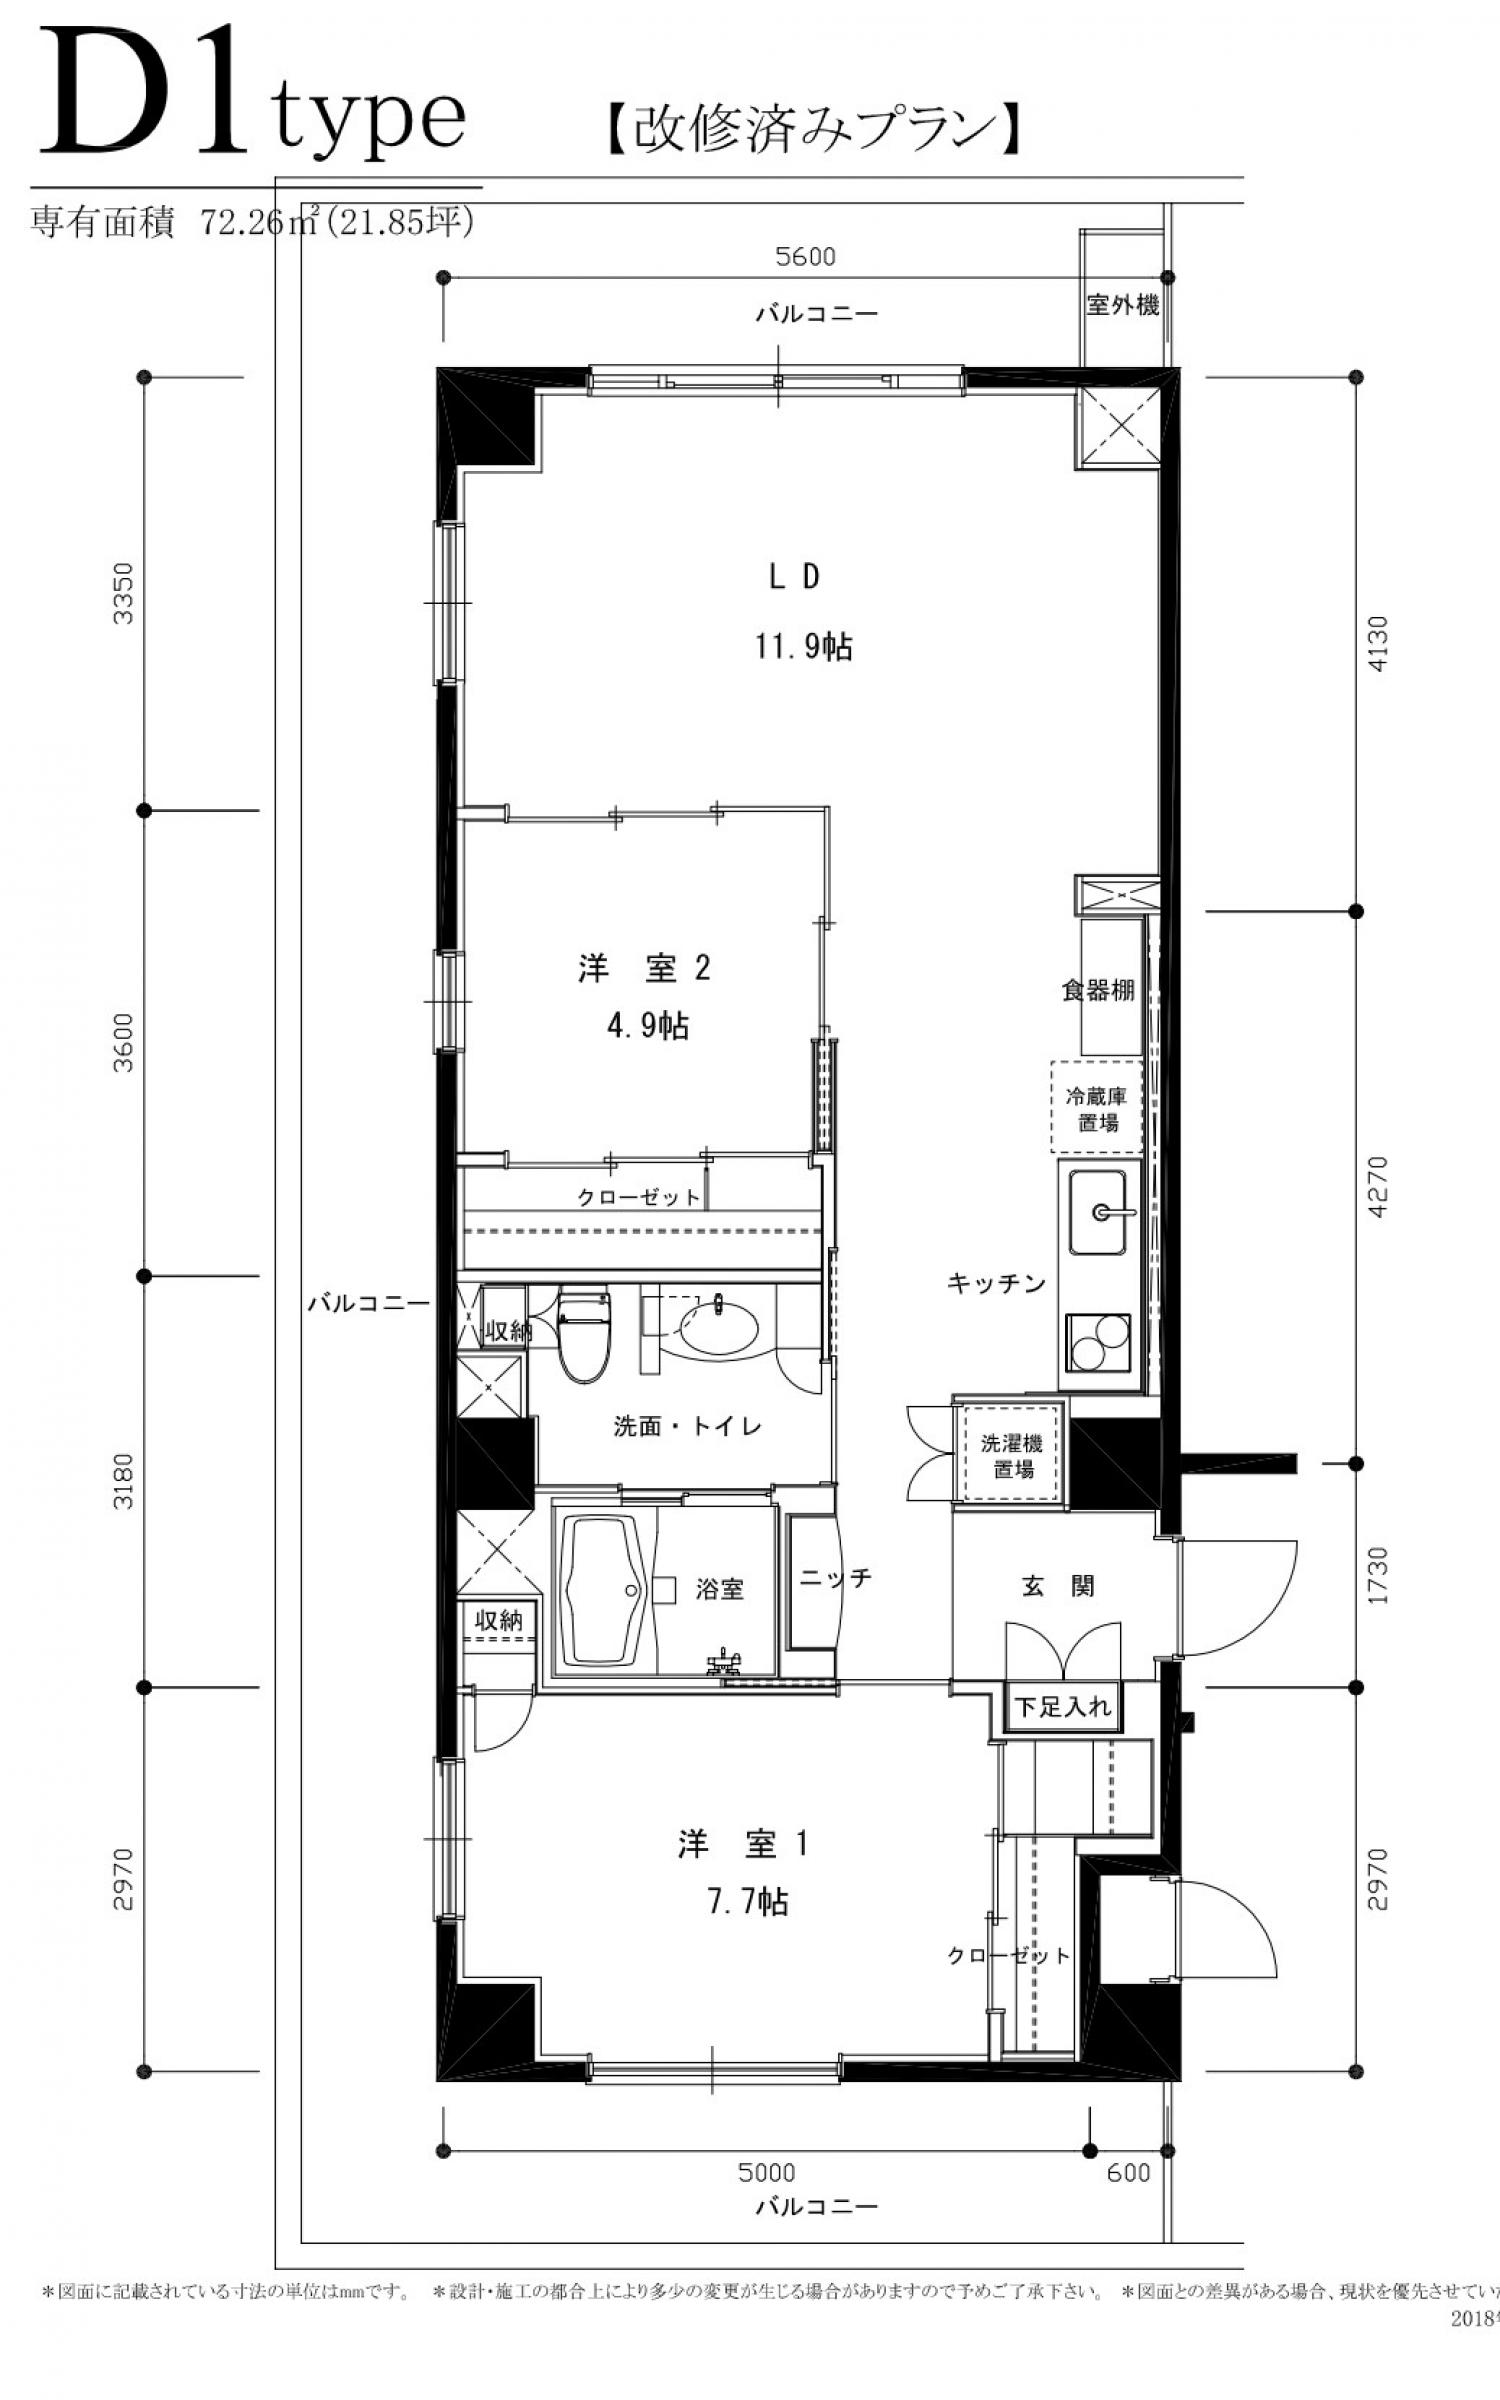 D1type 【改修済みプラン】
専有面積 72.26㎡(21.85坪)
5600
バルコニー
室外機
3350
LD
11.9帖
4130
洋 室 2
4.9帖
食器棚
3600
冷蔵庫
置場
4270
クローゼット
キッチン
バルコニー
収納
洗面・トイレ
洗濯機
置場
3180
ニッチ
玄 関
浴室
1730
収納
下足入れ
洋 室 1
7.7帖
2970
2970
クローゼット
5000
600
バルコニー
＊図面に記載されている寸法の単位はmmです。 ＊設計・施工の都合上により多少の変更が生じる場合がありますので予めご了承下さい。 ＊図面との差異がある場合、現状を優先させてい
2018